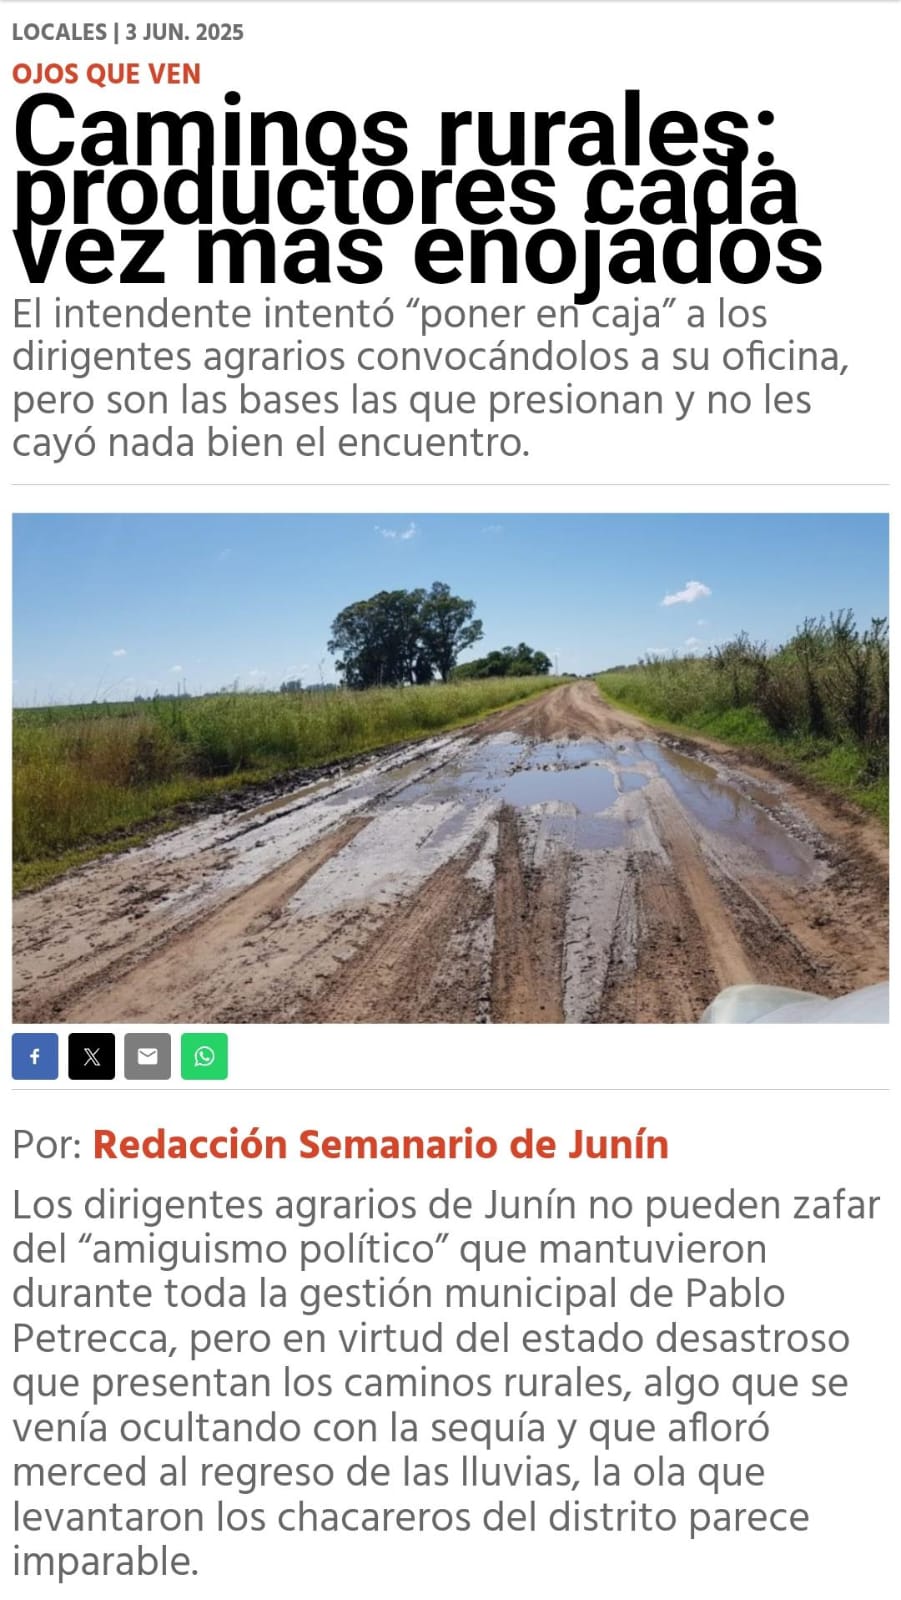 LOCALES | 3 JUN. 2025
OJOS QUE VEN
Caminos rurales:
productores cada
vez más enojados
El intendente intentó “poner en caja” a los
dirigentes agrarios convocándolos a su oficina,
pero son las bases las que presionan y no les
cayó nada bien el encuentro.
Por: Redacción Semanario de Junín
Los dirigentes agrarios de Junín no pueden zafar
del “amiguismo político” que mantuvieron
durante toda la gestión municipal de Pablo
Petrecca, pero en virtud del estado desastroso
que presentan los caminos rurales, algo que se
venía ocultando con la sequía y que afloró
merced al regreso de las lluvias, la ola que
levantaron los chacareros del distrito parece
imparable.